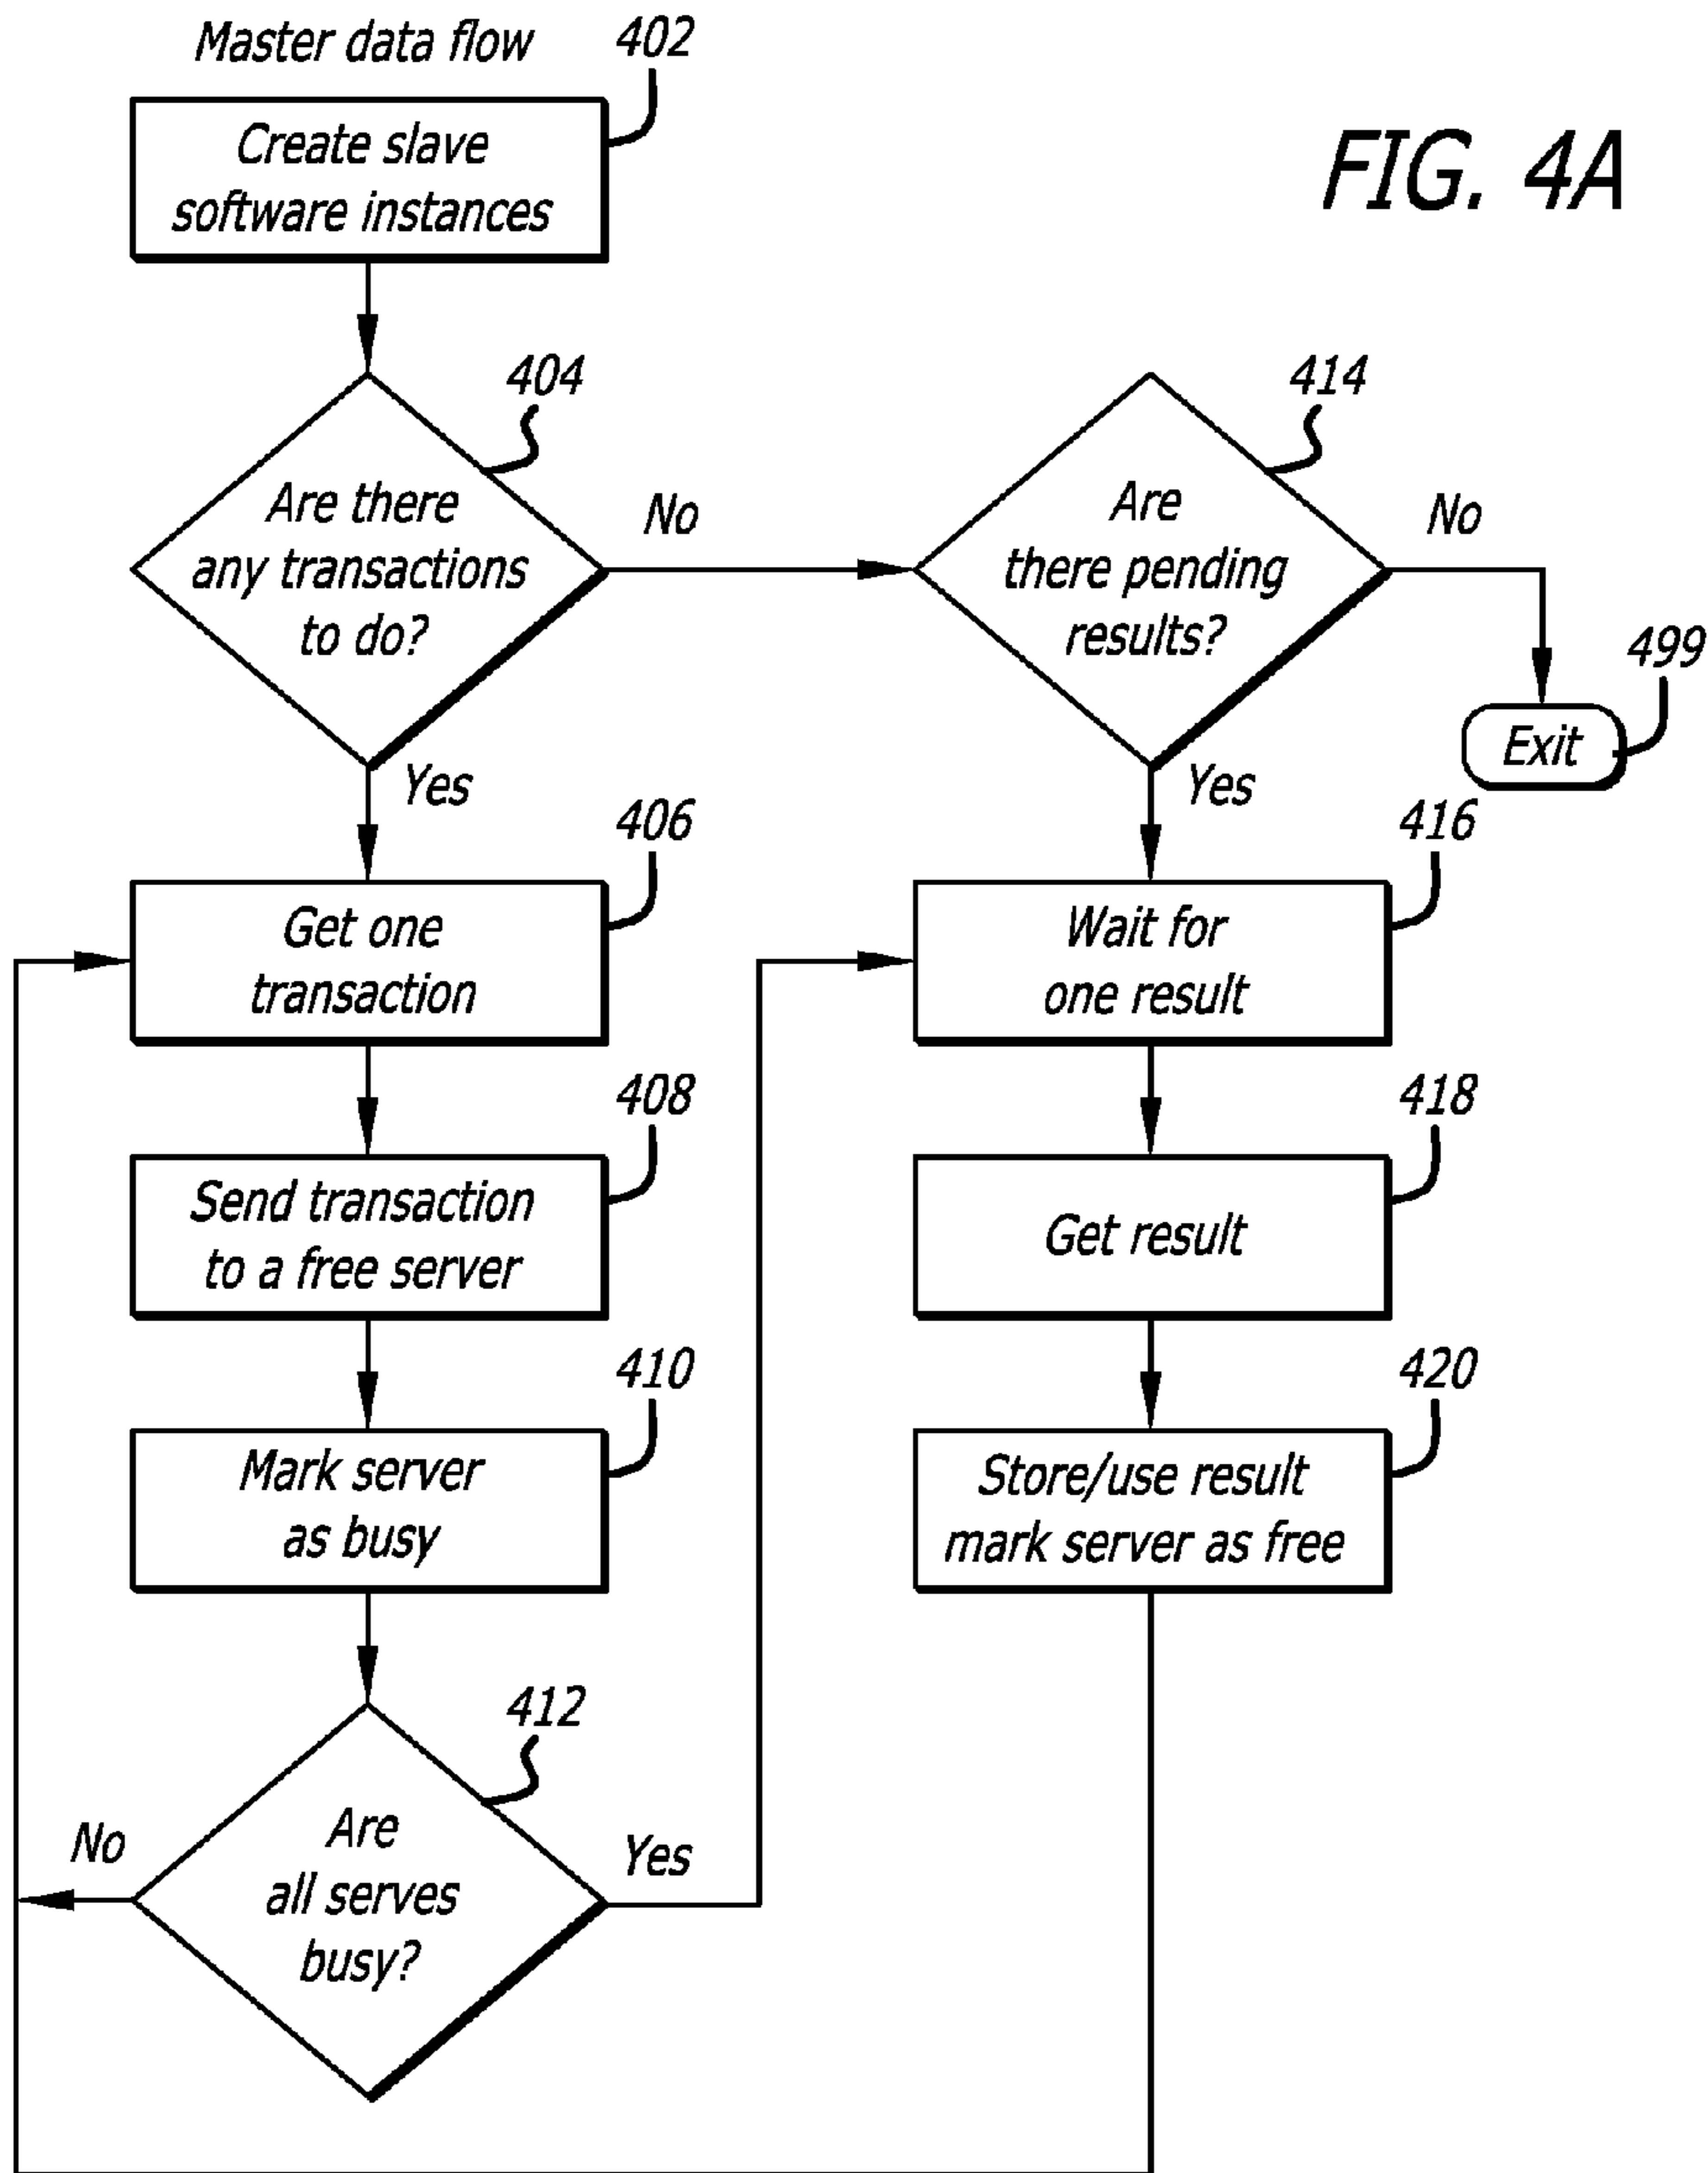 Master data flow
402
Create slave
software instances
FIG. 4A
404
Are there
any transactions
to do?
No
Yes
414
Are
there pending
results?
No
Yes
499
Exit
406
Get one
transaction
416
Wait for
one result
408
Send transaction
to a free server
418
Get result
410
Mark server
as busy
420
Store/use result
mark server as free
412
Are
all serves
busy?
No
Yes